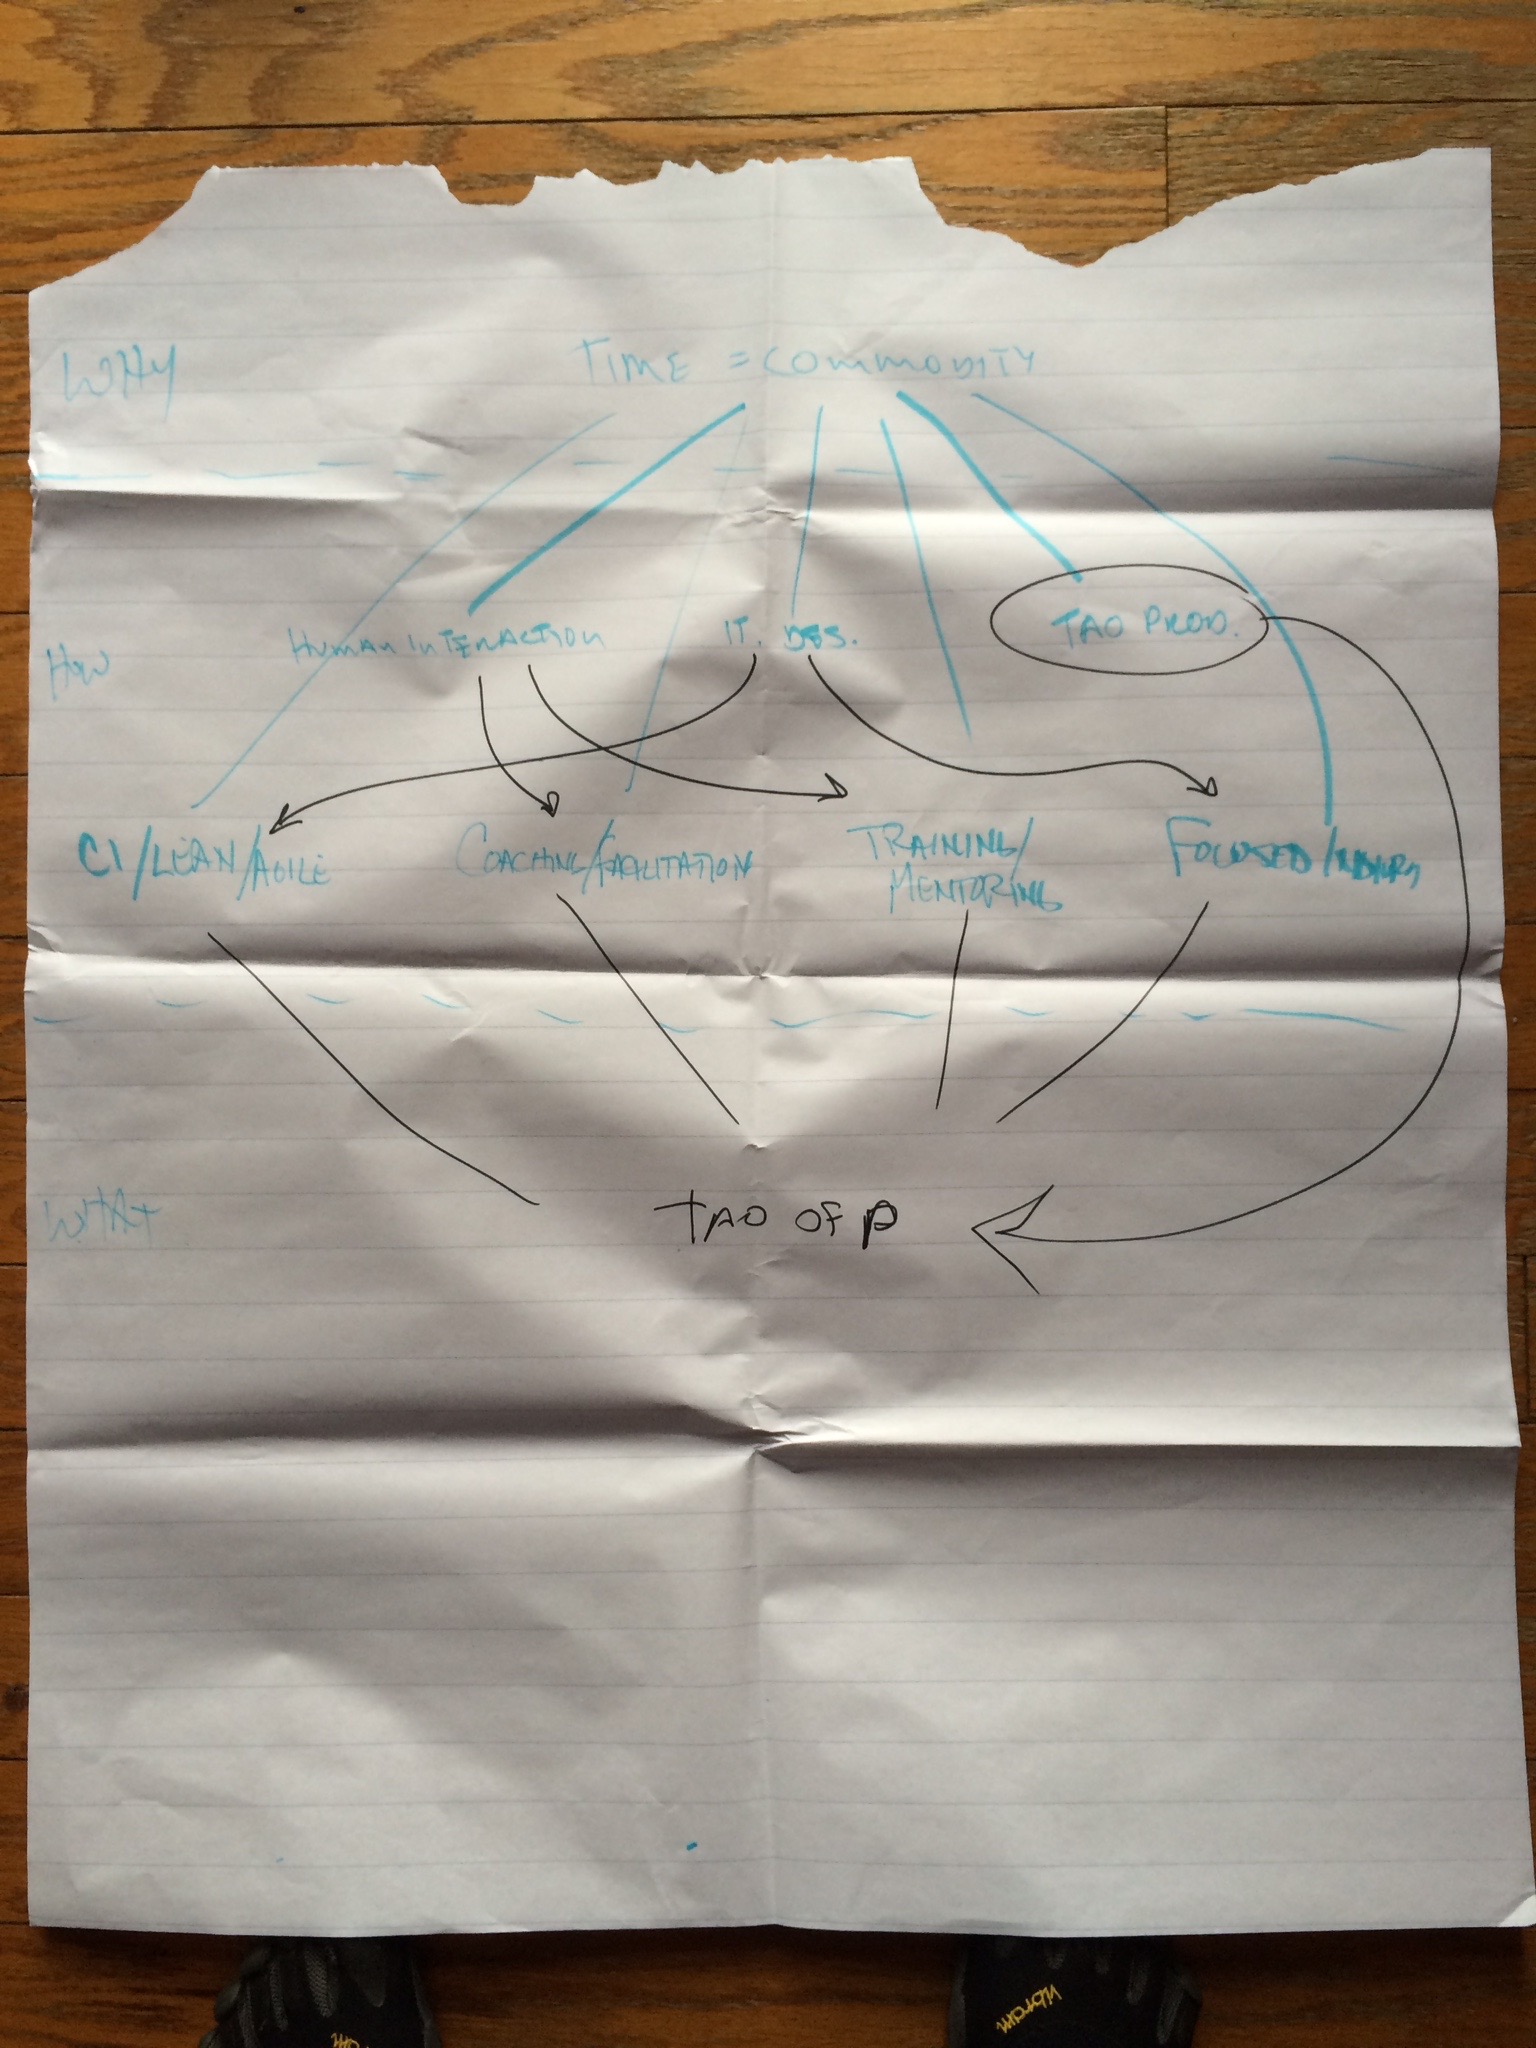 WHY
TIME = COMMODITY
HUMAN INTERACTION
IT. DES.
TAO PROD.
HOW
CI/LEAN/AGILE
COACHING/FACILITATION
TRAINING/
MENTORING
FOCUSED/
WHAT
TAO OF P
vibram